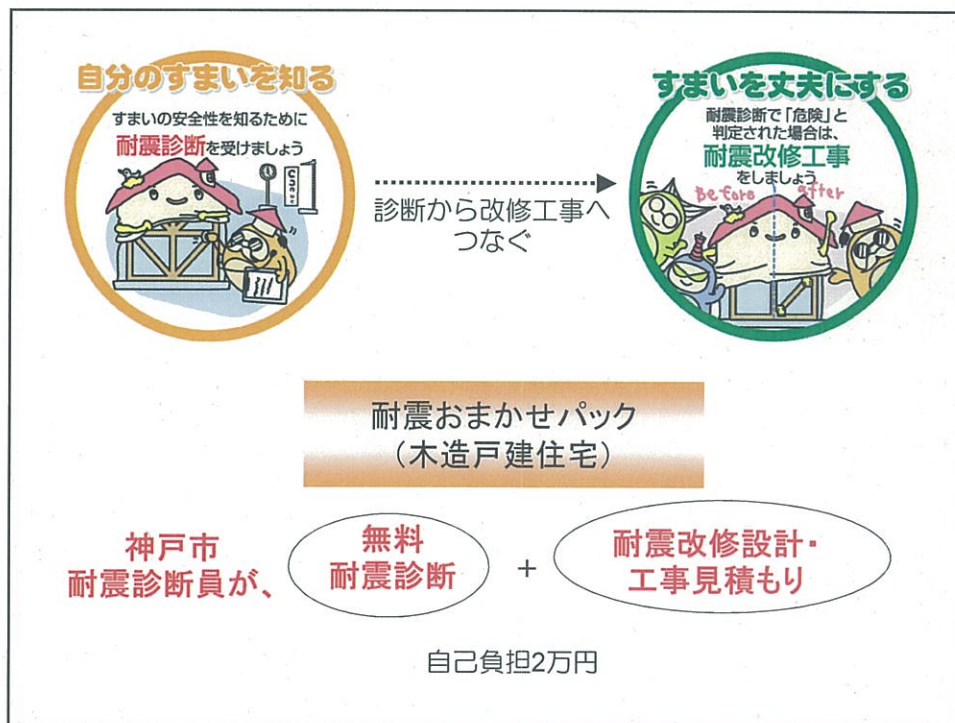 自分のすまいを知る
すまいの安全性を知るために
耐震診断を受けましょう
診断から改修工事へ
つなぐ
すまいを丈夫にする
耐震診断で「危険」と
判定された場合は、
耐震改修工事
をしましょう
Before after
耐震おまかせパック
（木造戸建住宅）
神戸市
耐震診断員が、
無料
耐震診断
+
耐震改修設計・
工事見積もり
自己負担2万円